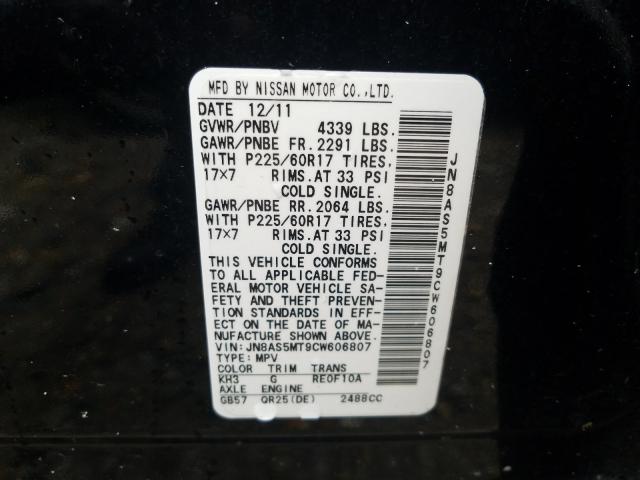 MFD BY NISSAN MOTOR CO.,LTD.
DATE 12/11
GVWR/PNBV 4339 LBS.
GAWR/PNBE FR. 2291 LBS.
WITH P225/60R17 TIRES,
17×7 RIMS.AT 33 PSI
COLD SINGLE.
GAWR/PNBE RR. 2064 LBS.
WITH P225/60R17 TIRES,
17×7 RIMS.AT 33 PSI
COLD SINGLE.
THIS VEHICLE CONFORMS
TO ALL APPLICABLE FED-
ERAL MOTOR VEHICLE SA-
FETY AND THEFT PREVEN-
TION STANDARDS IN EFF-
ECT ON THE DATE OF MA-
NUFACTURE SHOWN ABOVE.
VIN: JN8AS5MT9CW606807
TYPE: MPV
COLOR TRIM TRANS
KH3 G RE0F10A
AXLE ENGINE
GB57 QR25(DE) 2488CC
JN8AS5MT9CW606807